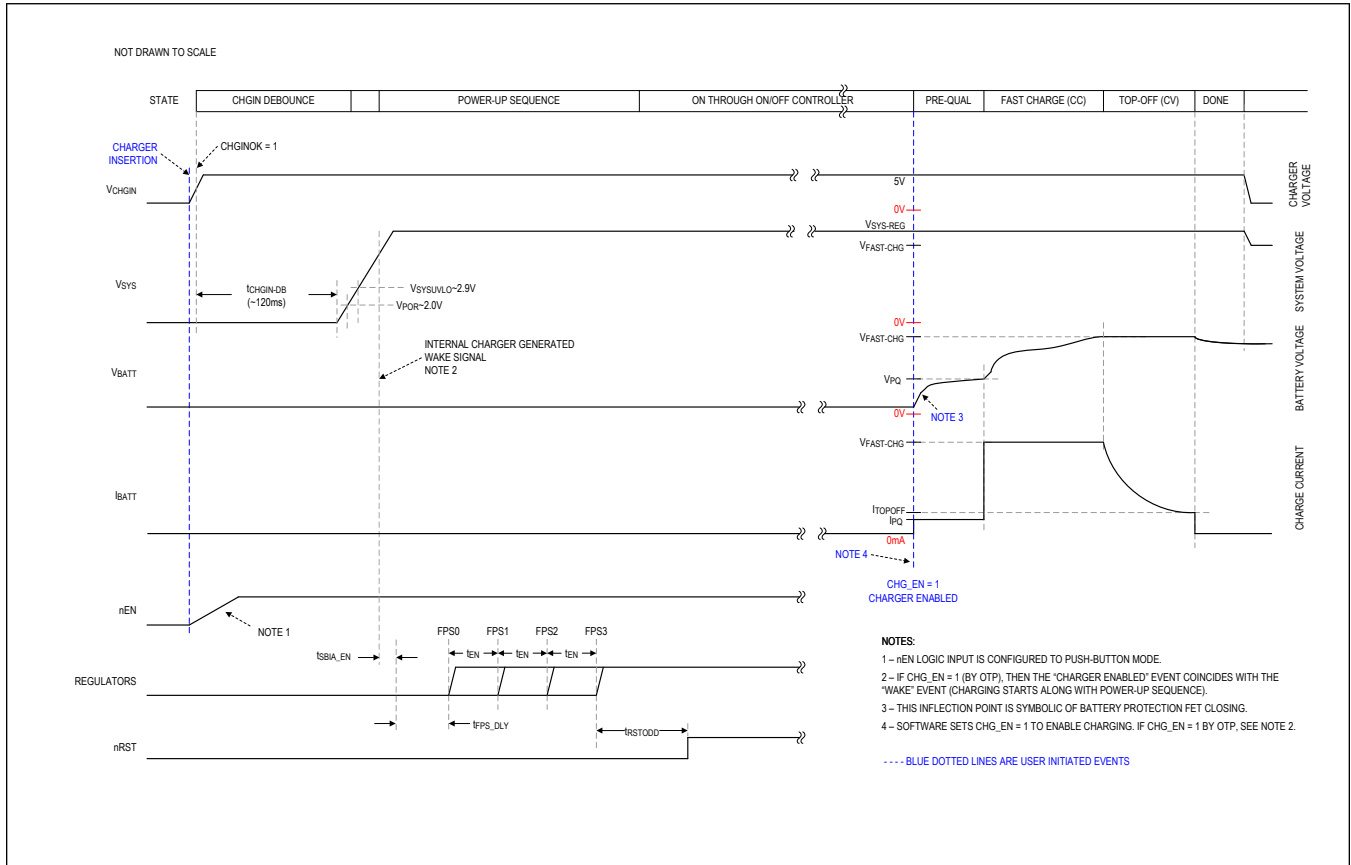 NOT DRAWN TO SCALE
STATE
CHGIN DEBOUNCE
POWER-UP SEQUENCE
ON THROUGH ON/OFF CONTROLLER
PRE-QUAL
FAST CHARGE (CC)
TOP-OFF (CV)
DONE
CHARGER
INSERTION
CHGINOK = 1
VCHGIN
5V
0V
CHARGER
VOLTAGE
VSYS-REG
VFAST-CHG
VSYS
tCHGIN-DB
(~120ms)
VSYSUVLO~2.9V
VPOR~2.0V
0V
SYSTEM VOLTAGE
INTERNAL CHARGER GENERATED
WAKE SIGNAL
NOTE 2
VFAST-CHG
VBATT
VPQ
0V
NOTE 3
BATTERY VOLTAGE
VFAST-CHG
IBATT
ITOPOFF
IPQ
0mA
CHARGE CURRENT
NOTE 4
CHG_EN = 1
CHARGER ENABLED
nEN
NOTE 1
FPS0
FPS1
FPS2
FPS3
tSBIA_EN
tEN
tEN
tEN
REGULATORS
tFPS_DLY
tRSTODD
nRST
NOTES:
1 – nEN LOGIC INPUT IS CONFIGURED TO PUSH-BUTTON MODE.
2 – IF CHG_EN = 1 (BY OTP), THEN THE “CHARGER ENABLED” EVENT COINCIDES WITH THE
“WAKE” EVENT (CHARGING STARTS ALONG WITH POWER-UP SEQUENCE).
3 – THIS INFLECTION POINT IS SYMBOLIC OF BATTERY PROTECTION FET CLOSING.
4 – SOFTWARE SETS CHG_EN = 1 TO ENABLE CHARGING. IF CHG_EN = 1 BY OTP, SEE NOTE 2.
- - - - BLUE DOTTED LINES ARE USER INITIATED EVENTS